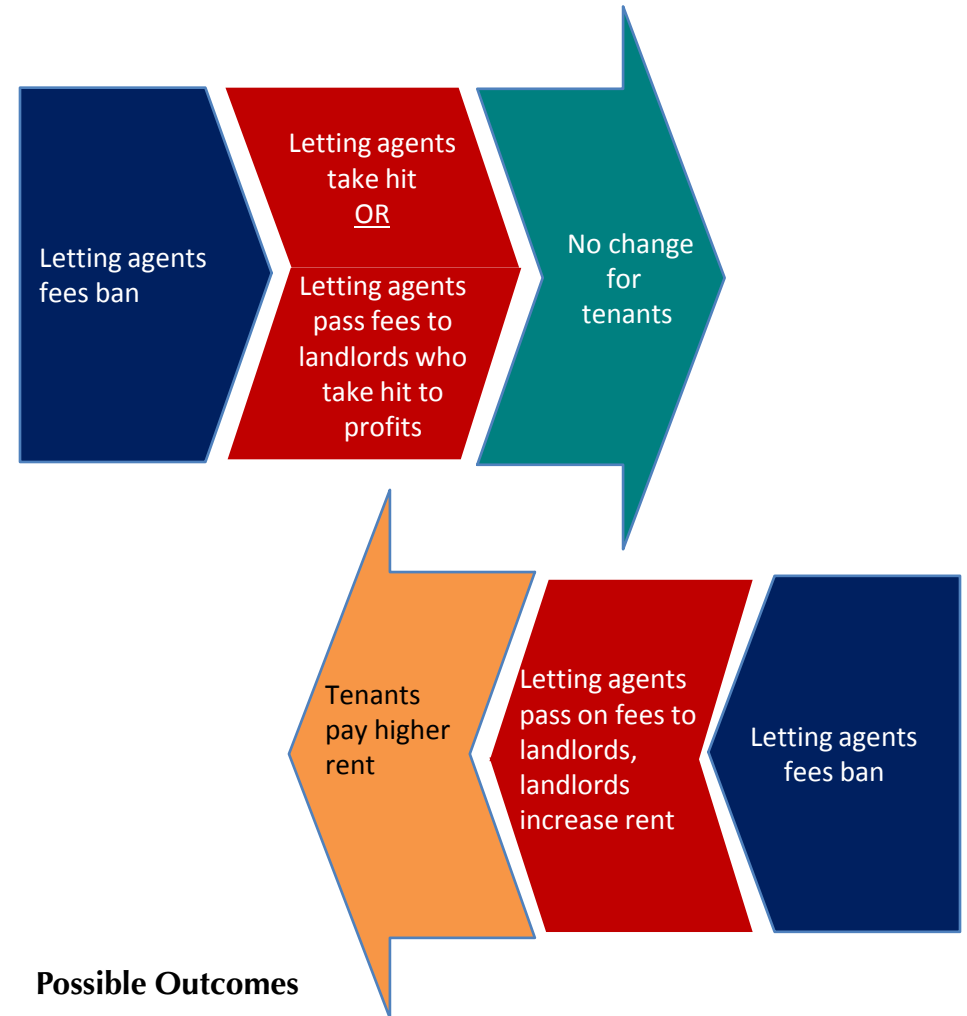 Letting agents
fees ban
Letting agents
take hit
OR
Letting agents
pass fees to
landlords who
take hit to
profits
No change
for
tenants
Tenants
pay higher
rent
Letting agents
pass on fees to
landlords,
landlords
increase rent
Letting agents
fees ban
Possible Outcomes